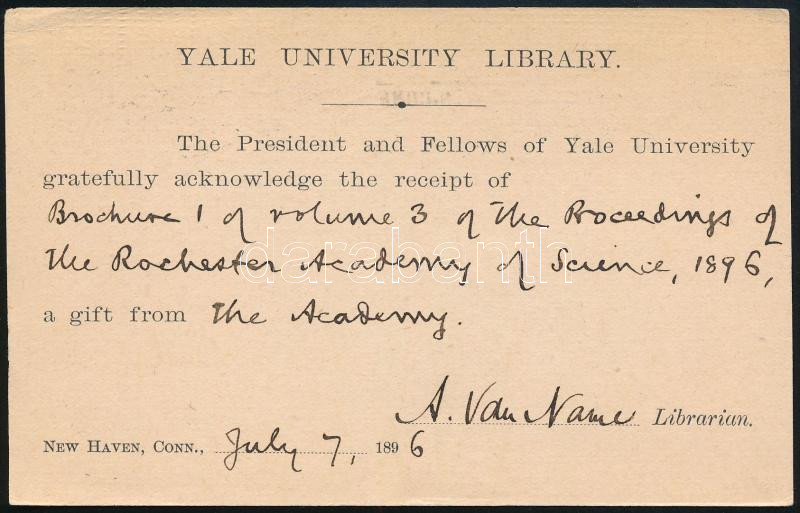 YALE UNIVERSITY LIBRARY.
The President and Fellows of Yale University
gratefully acknowledge the receipt of
Brochure 1 of volume 3 of the Proceedings of
the Rochester Academy of Science, 1896,
darabanth
a gift from the Academy.
A. Van Name Librarian.
NEW HAVEN, CONN., July 7, 1896